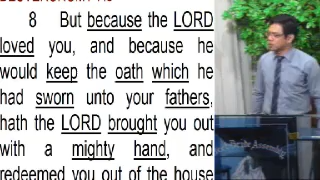 8 But because the LORD
loved you, and because he
would keep the oath which he
had sworn unto your fathers,
hath the LORD brought you out
with a mighty hand, and
redeemed you out of the house